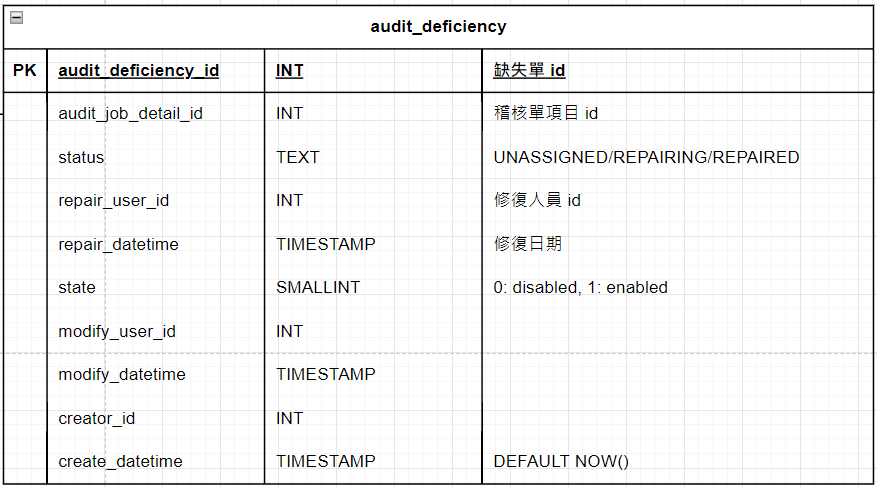 audit_deficiency
PK audit_deficiency_id INT 缺失單 id
audit_job_detail_id INT 稽核單項目 id
status TEXT UNASSIGNED/REPAIRING/REPAIRED
repair_user_id INT 修復人員 id
repair_datetime TIMESTAMP 修復日期
state SMALLINT 0: disabled, 1: enabled
modify_user_id INT
modify_datetime TIMESTAMP
creator_id INT
create_datetime TIMESTAMP DEFAULT NOW()